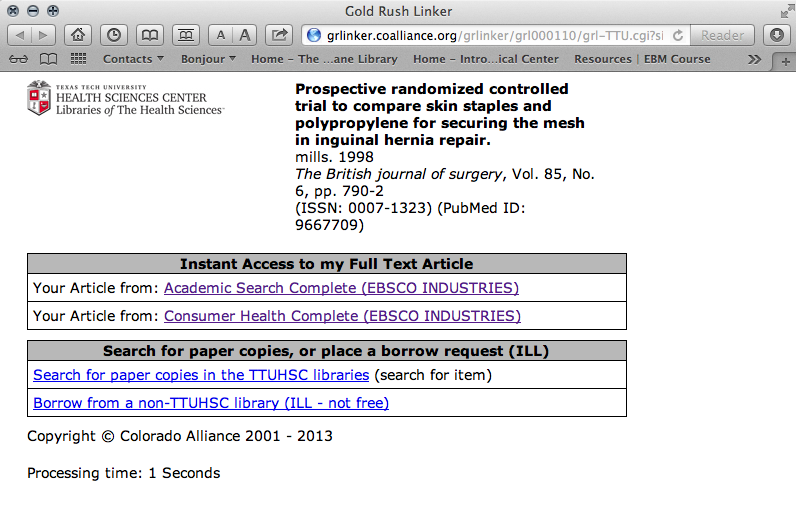 Gold Rush Linker
A A
grlinker.coalliance.org/grlinker/grl000110/grl-TTU.cgi?si
Reader
Contacts Bonjour Home – The ...ane Library Home – Intro...ical Center Resources | EBM Course
TEXAS TECH UNIVERSITY
HEALTH SCIENCES CENTER
Libraries of The Health Sciences™
Prospective randomized controlled
trial to compare skin staples and
polypropylene for securing the mesh
in inguinal hernia repair.
mills. 1998
The British journal of surgery, Vol. 85, No.
6, pp. 790-2
(ISSN: 0007-1323) (PubMed ID:
9667709)
Instant Access to my Full Text Article
Your Article from: Academic Search Complete (EBSCO INDUSTRIES)
Your Article from: Consumer Health Complete (EBSCO INDUSTRIES)
Search for paper copies, or place a borrow request (ILL)
Search for paper copies in the TTUHSC libraries (search for item)
Borrow from a non-TTUHSC library (ILL - not free)
Copyright © Colorado Alliance 2001 - 2013
Processing time: 1 Seconds